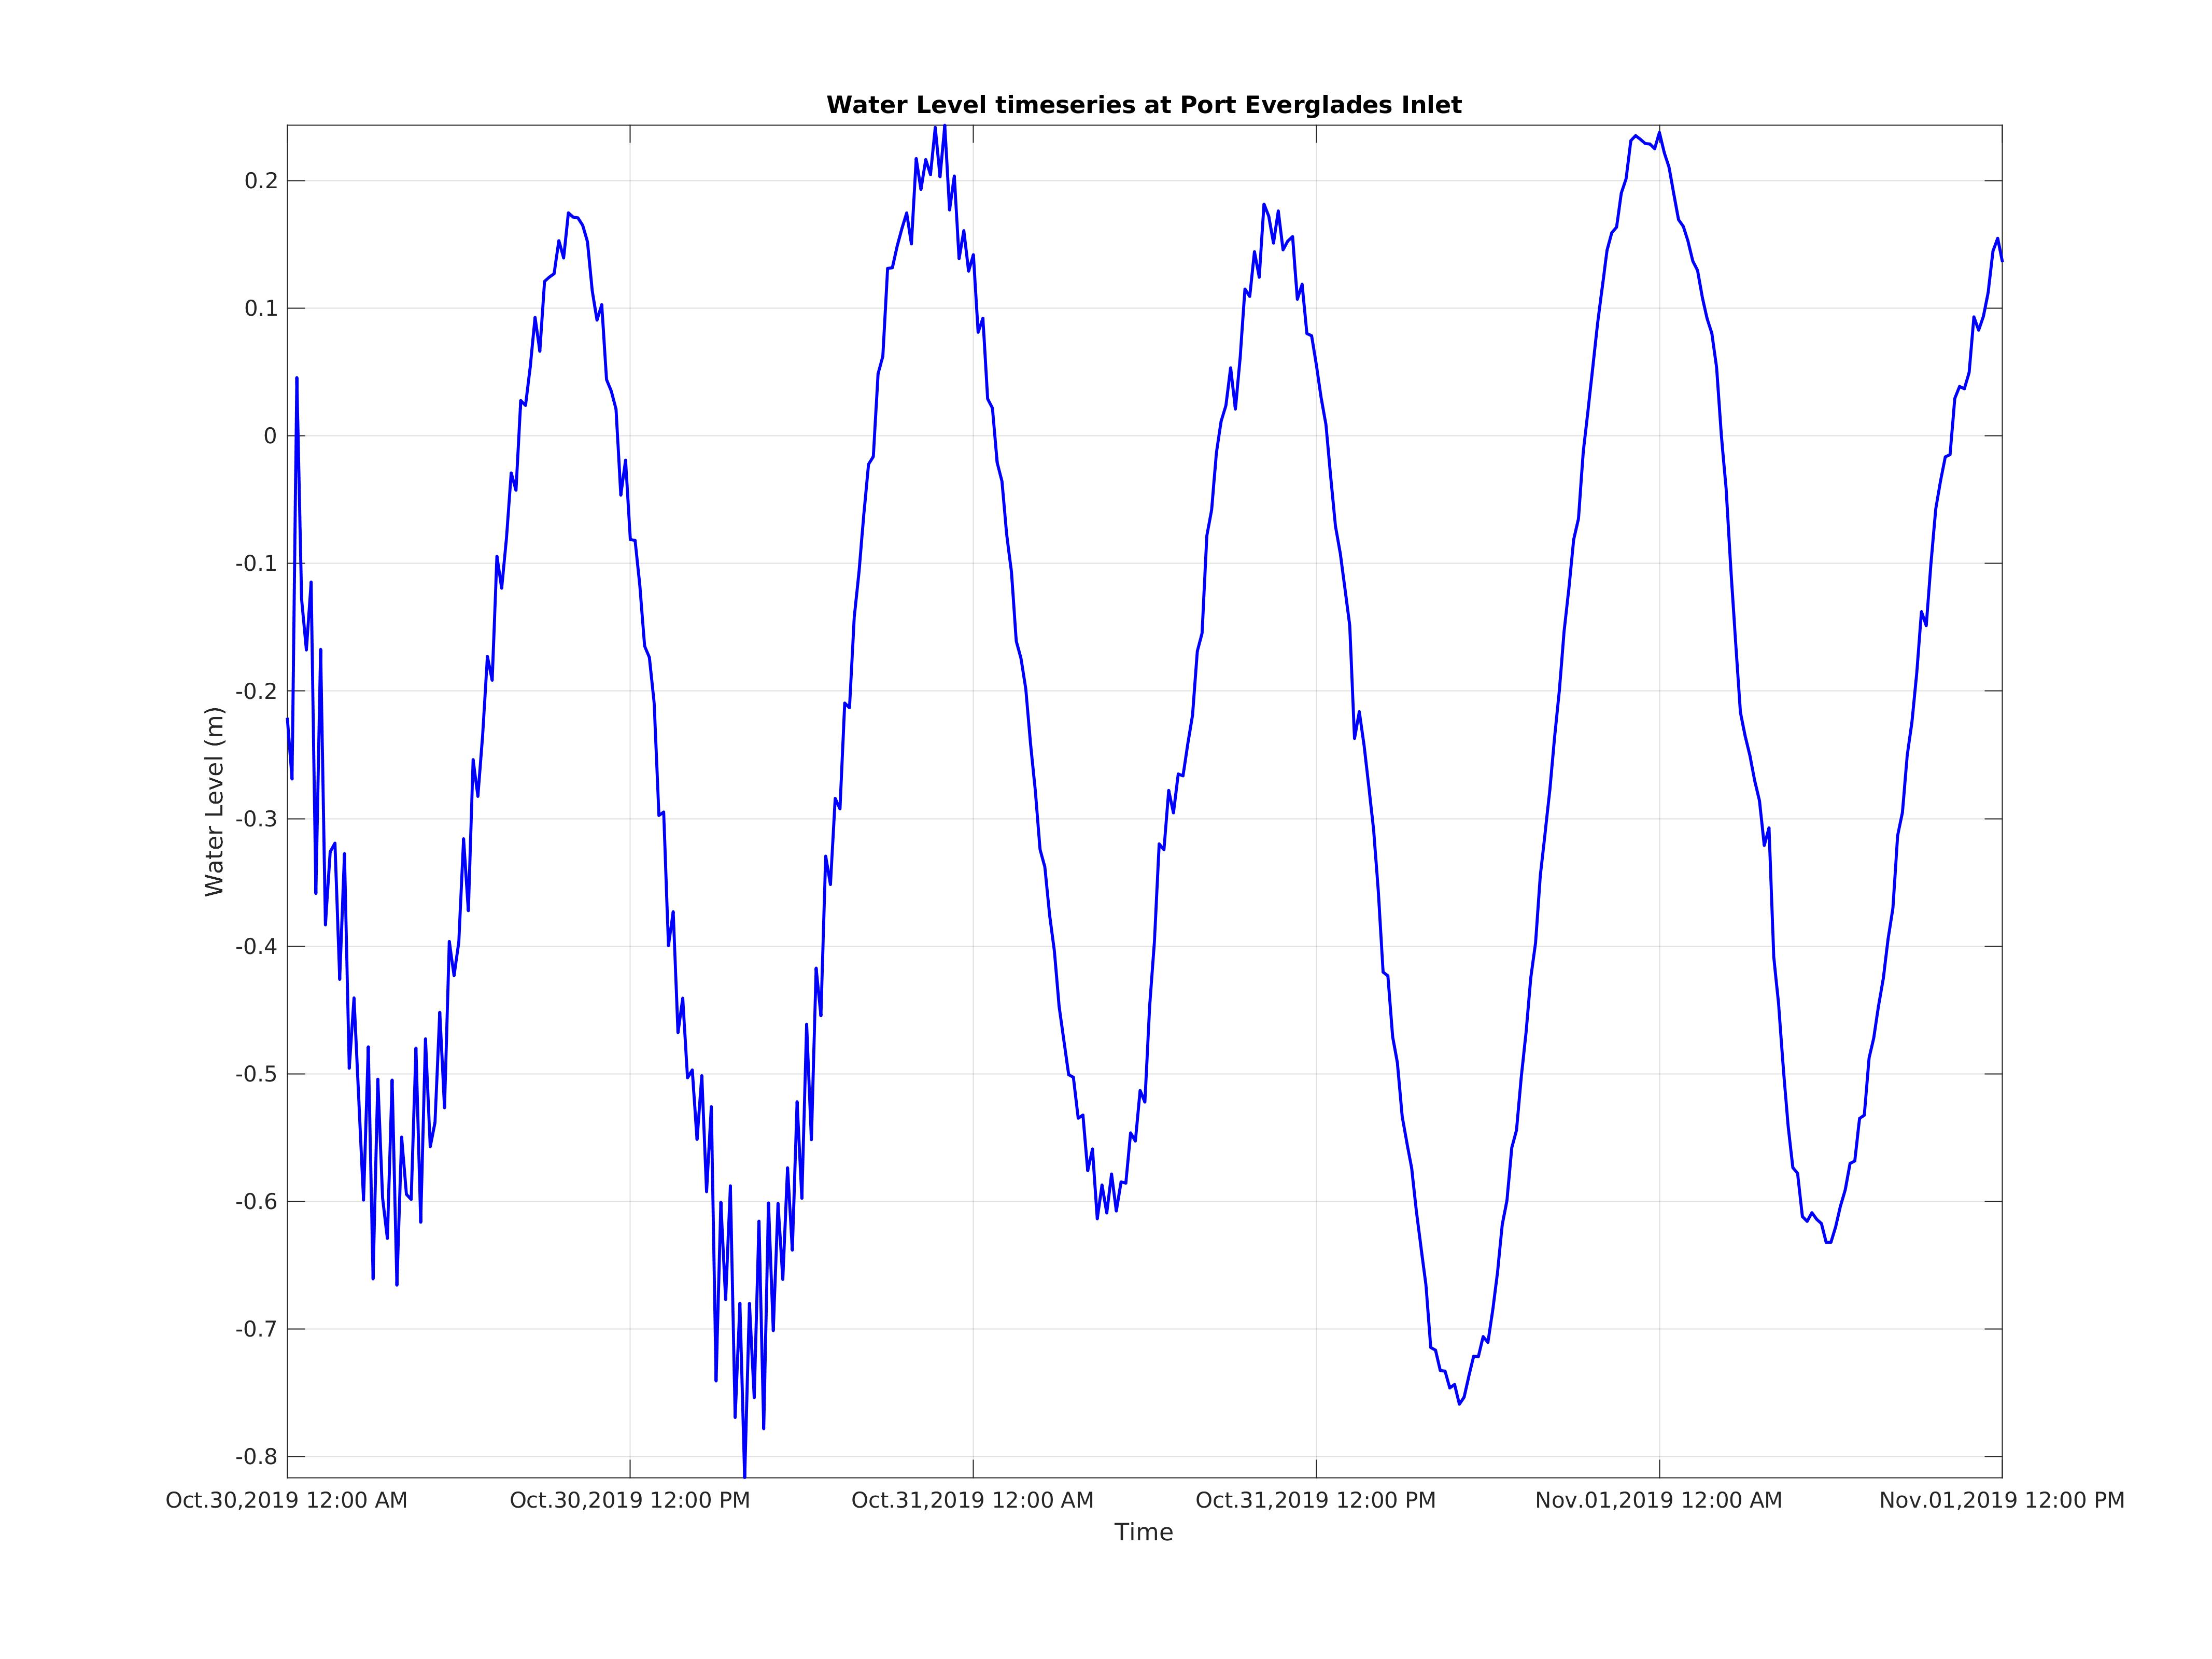 Water Level timeseries at Port Everglades Inlet
0.2
0.1
0
-0.1
-0.2
-0.3
-0.4
-0.5
-0.6
-0.7
-0.8
Water Level (m)
Oct.30,2019 12:00 AM Oct.30,2019 12:00 PM Oct.31,2019 12:00 AM Oct.31,2019 12:00 PM Nov.01,2019 12:00 AM Nov.01,2019 12:00 PM
Time